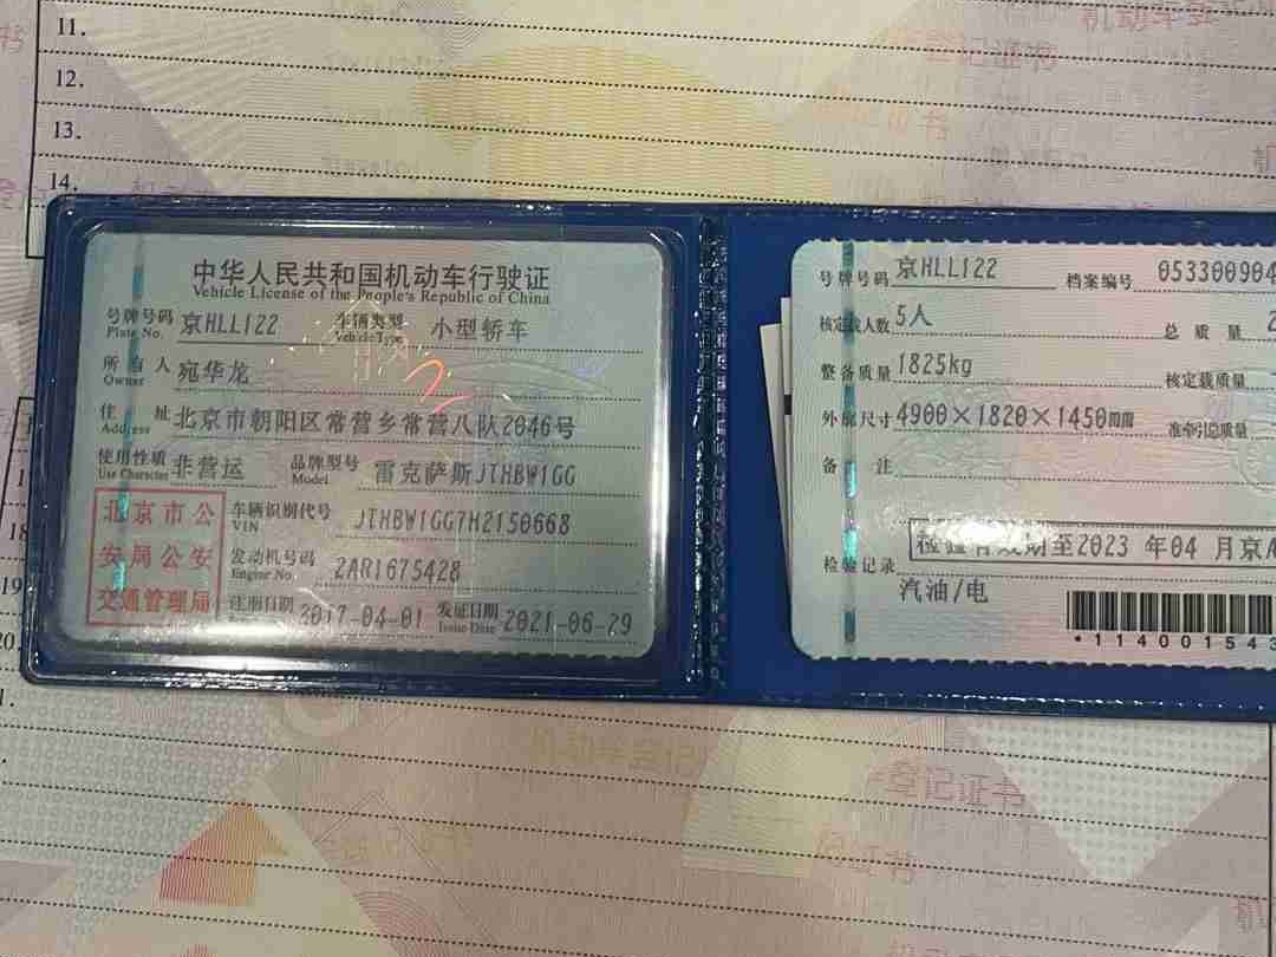 11.
12.
13.
14.
中华人民共和国机动车行驶证
Vehicle License of the People's Republic of China
号牌号码 京HLL122 车辆类型 小型轿车
Plate No. Vehicle Type
所有人 宛华龙
Owner
住址 北京市朝阳区常营乡常营八队2046号
Address
使用性质 非营运 品牌型号 雷克萨斯JTHBW1GG
Use Character Model
北京市公安局公安交通管理局
车辆识别代号 JTHBW1GG7H2150668
VIN
发动机号码 2AR1675428
Engine No.
注册日期 2017-04-01 发证日期 2021-06-29
Issue Date
号牌号码 京HLL122 档案编号 053300904
核定载人数 5人 总质量 2
整备质量 1825kg 核定载质量
外廓尺寸 4900×1820×1450mm 准牵引总质量
备注
检验有效期至2023 年04 月京A
检验记录
汽油/电
*114001543
登记证书